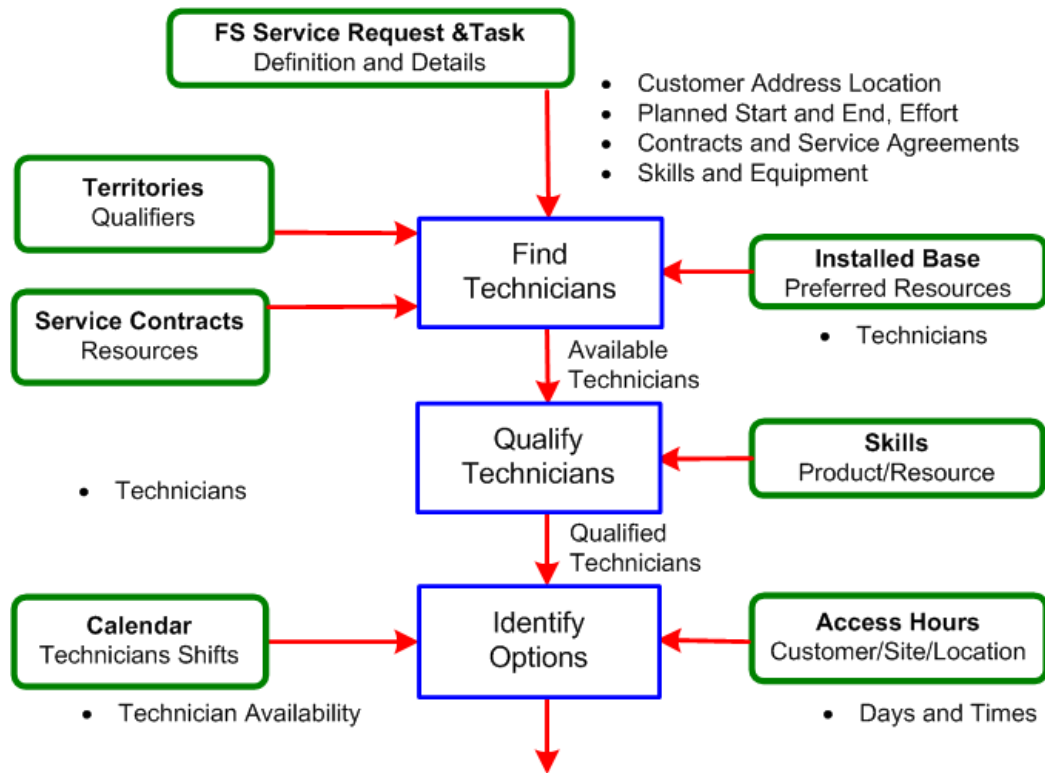 FS Service Request &Task
Definition and Details
• Customer Address Location
• Planned Start and End, Effort
• Contracts and Service Agreements
• Skills and Equipment
Territories
Qualifiers
Find
Technicians
Installed Base
Preferred Resources
Service Contracts
Resources
• Technicians
Available
Technicians
Qualify
Technicians
Skills
Product/Resource
• Technicians
Qualified
Technicians
Calendar
Technicians Shifts
Identify
Options
Access Hours
Customer/Site/Location
• Technician Availability
• Days and Times